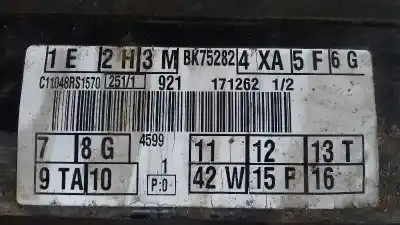 1 E 2 H 3 M BK75282 4 XA 5 F 6 G
C11048RS1570 251/1 921 171262 1/2
7 8 G 4599 11 12 13 T
1
9 TA 10 P:0 42 W 15 P 16